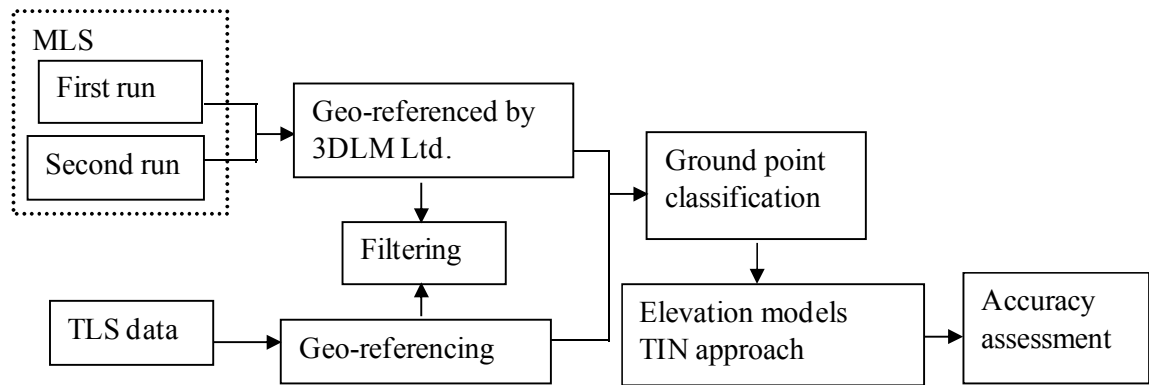 MLS
First run
Second run
Geo-referenced by
3DLM Ltd.
Filtering
TLS data
Geo-referencing
Ground point
classification
Elevation models
TIN approach
Accuracy
assessment